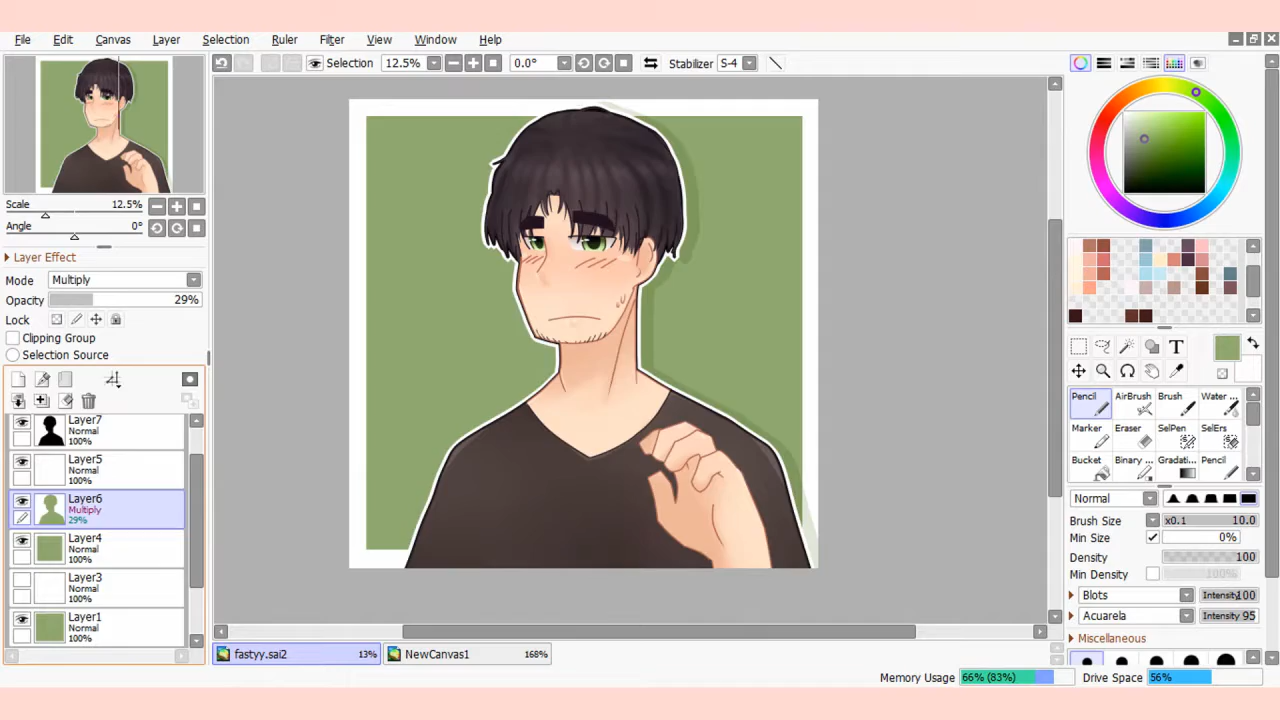 File Edit Canvas Layer Selection Ruler Filter View Window Help
Selection 12.5% 0.0° Stabilizer S-4
Scale 12.5%
Angle 0°
Layer Effect
Mode Multiply
Opacity 29%
Lock
Clipping Group
Selection Source
Layer7
Normal
100%
Layer5
Normal
100%
Layer6
Multiply
29%
Layer4
Normal
100%
Layer3
Normal
100%
Layer1
Normal
100%
T
Pencil AirBrush Brush Water ...
Marker Eraser SelPen SelErs
Bucket Binary ... Gradati... Pencil
Normal
Brush Size x0.1 10.0
Min Size 0%
Density 100
Min Density 100%
Blots Intensity 100
Acuarela Intensity 95
Miscellaneous
fastyy.sai2 13% NewCanvas1 168%
Memory Usage 66% (83%) Drive Space 56%